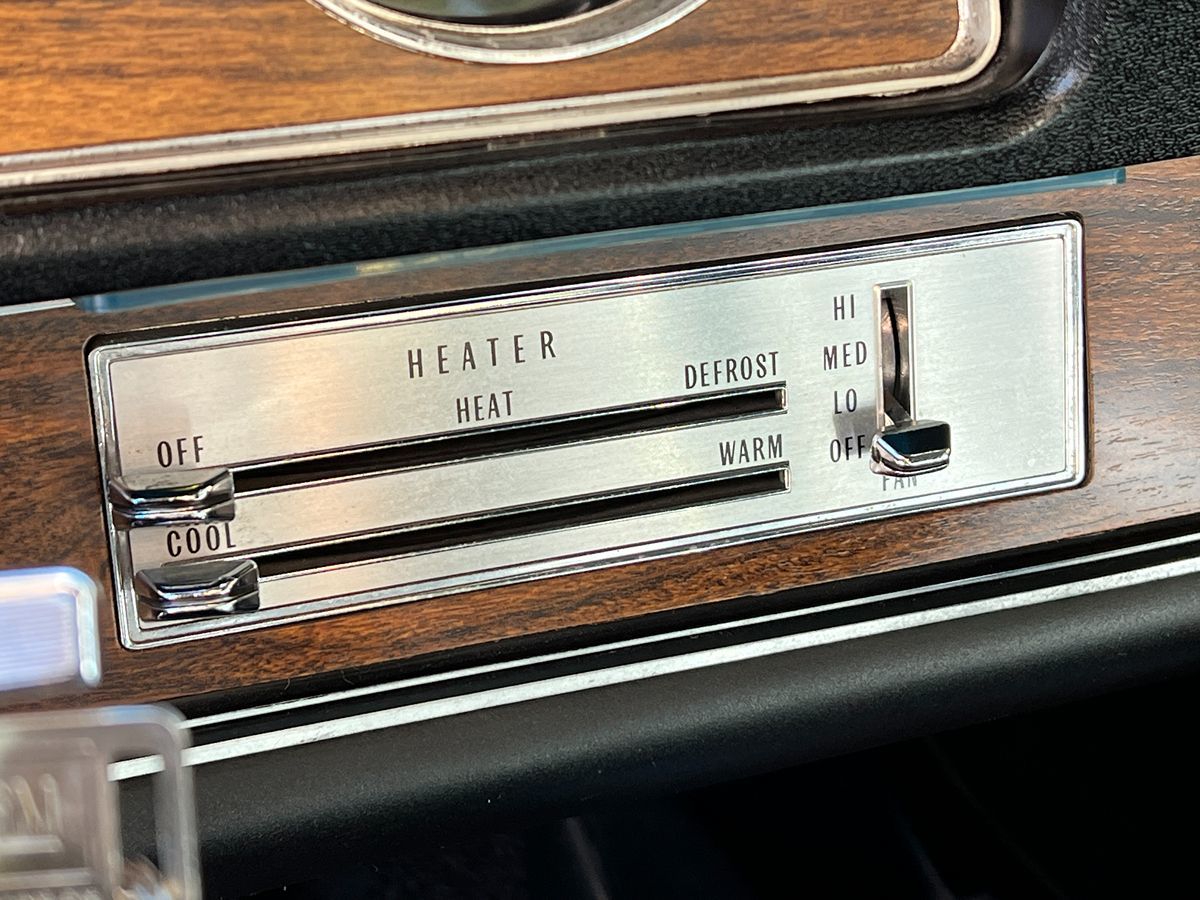 HEATER
HEAT
DEFROST
OFF
WARM
COOL
HI
MED
LO
OFF
FAN